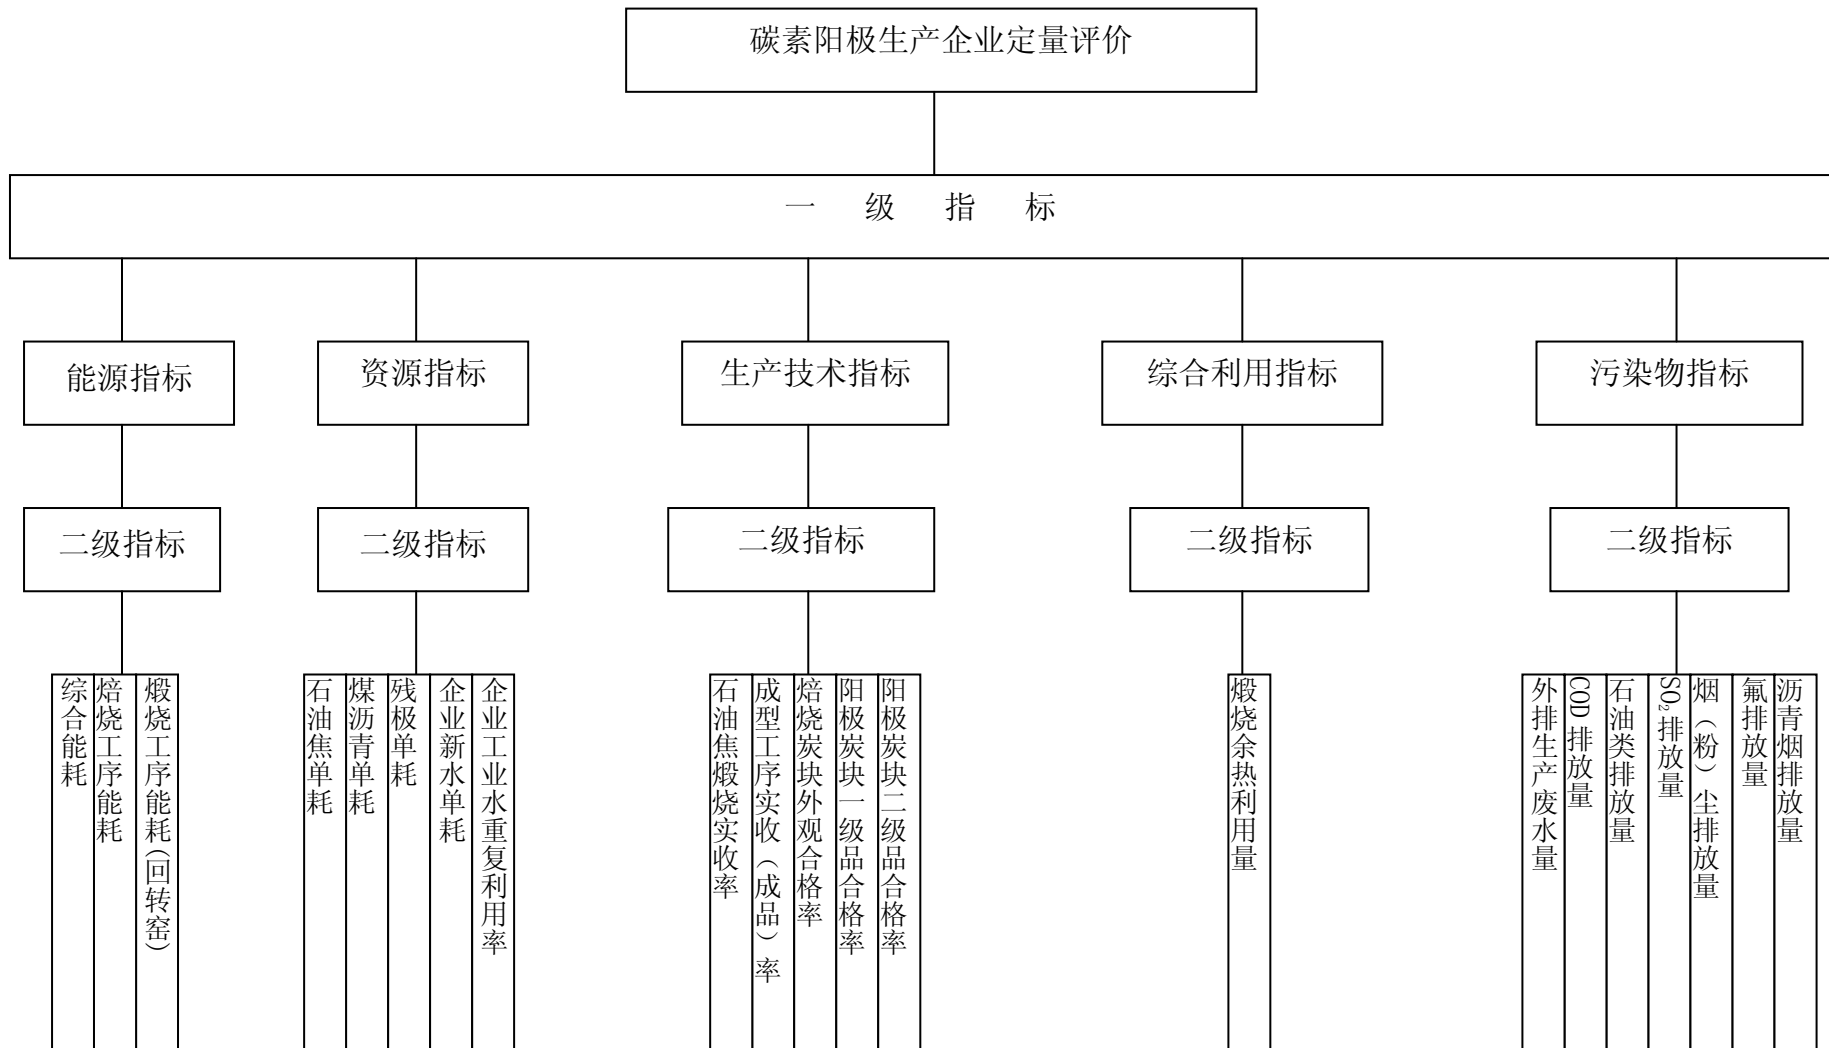 碳素阳极生产企业定量评价
一 级 指 标
能源指标
资源指标
生产技术指标
综合利用指标
污染物指标
二级指标
二级指标
二级指标
二级指标
二级指标
综合能耗
焙烧工序能耗
煅烧工序能耗(回转窑)
石油焦单耗
煤沥青单耗
残极单耗
企业新水单耗
企业工业水重复利用率
石油焦煅烧实收率
成型工序实收（成品）率
焙烧炭块外观合格率
阳极炭块一级品合格率
阳极炭块二级品合格率
煅烧余热利用量
外排生产废水量
COD 排放量
石油类排放量
SO₂排放量
烟（粉）尘排放量
氟排放量
沥青烟排放量